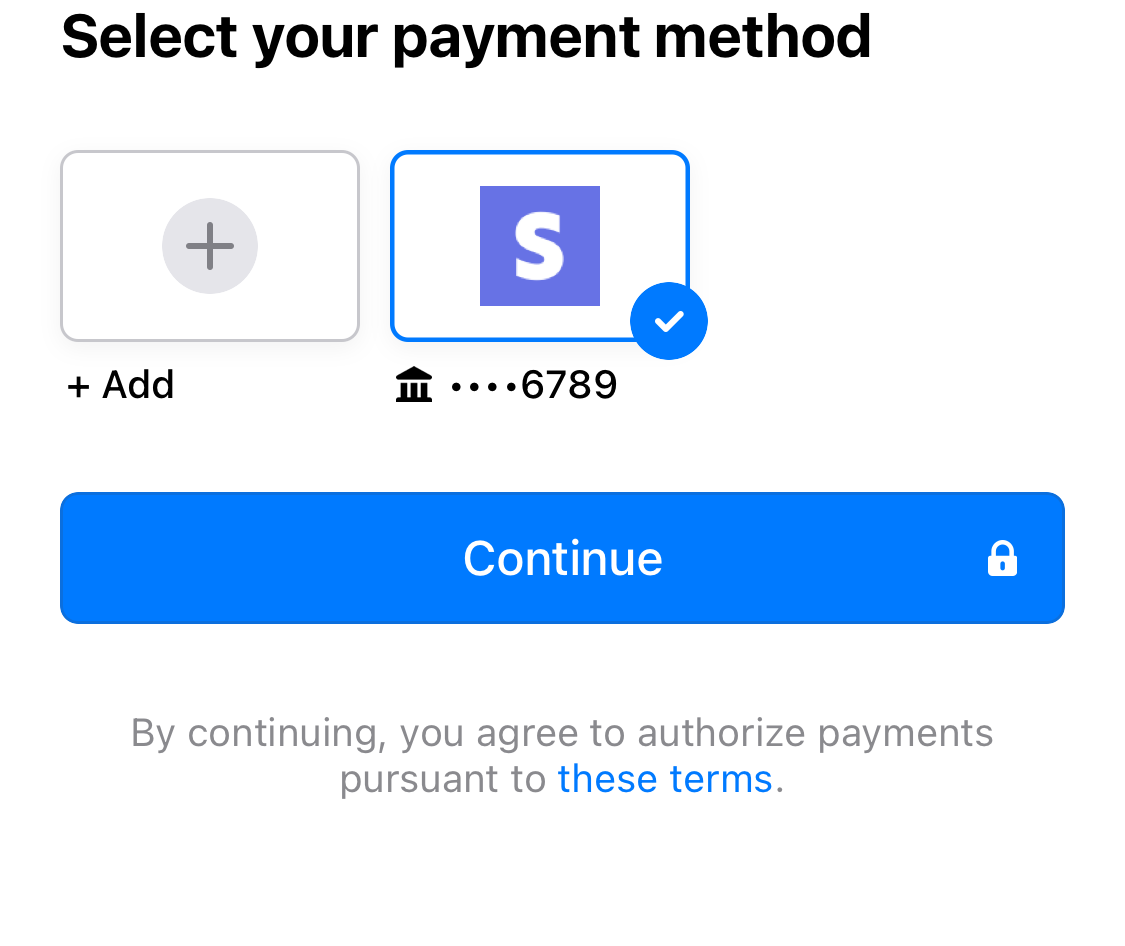 Select your payment method
S
+ Add
••••6789
Continue
By continuing, you agree to authorize payments
pursuant to these terms.